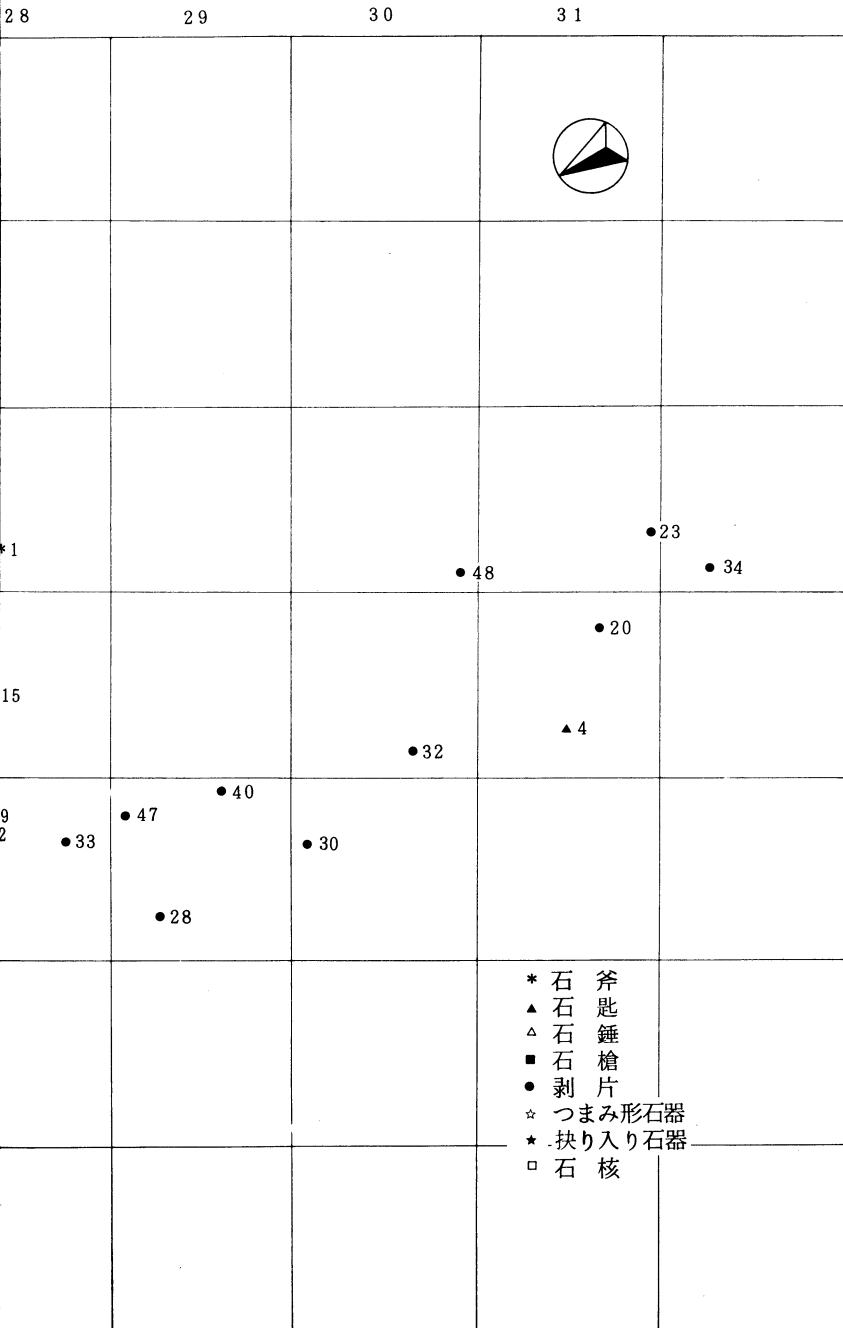 28 29 30 31
23
*1
48
34
20
15
▲ 4
32
40
9
47
2
33
30
28
* 石 斧
▲ 石 匙
△ 石 錘
■ 石 槍
● 剥 片
☆ つまみ形石器
★ 抉り入り石器
□ 石 核